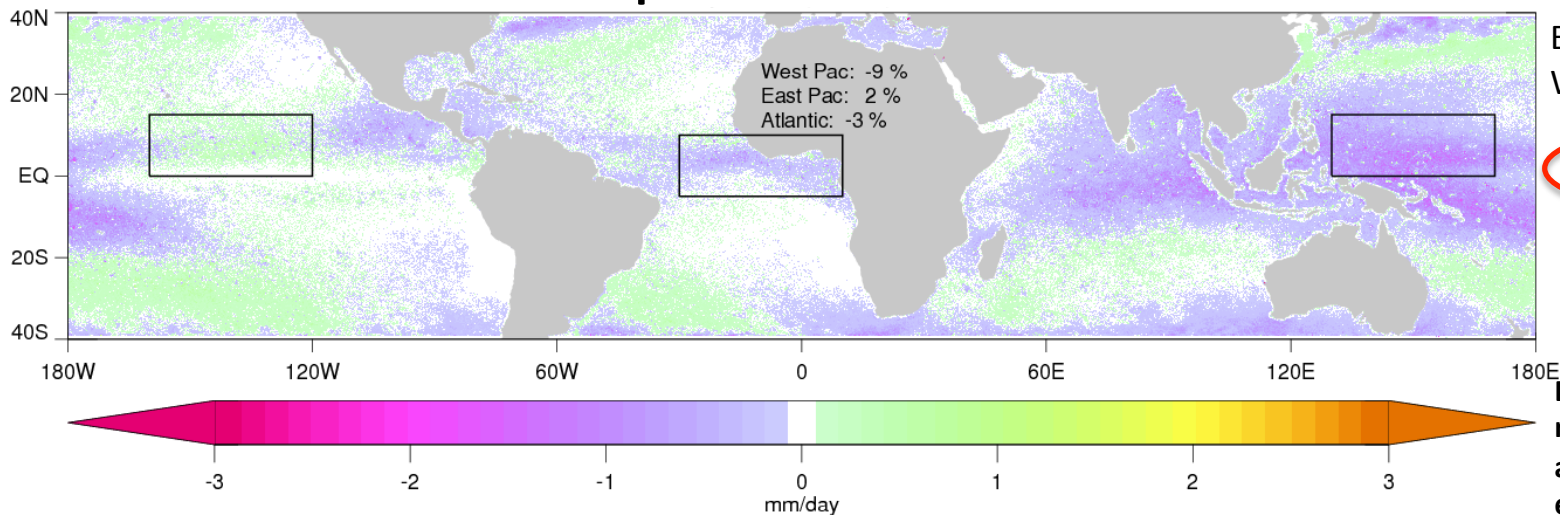 40N
20N
EQ
20S
40S
West Pac: -9 %
East Pac: 2 %
Atlantic: -3 %
180W 120W 60W 0 60E 120E 180E
-3 -2 -1 0 1 2 3
mm/day